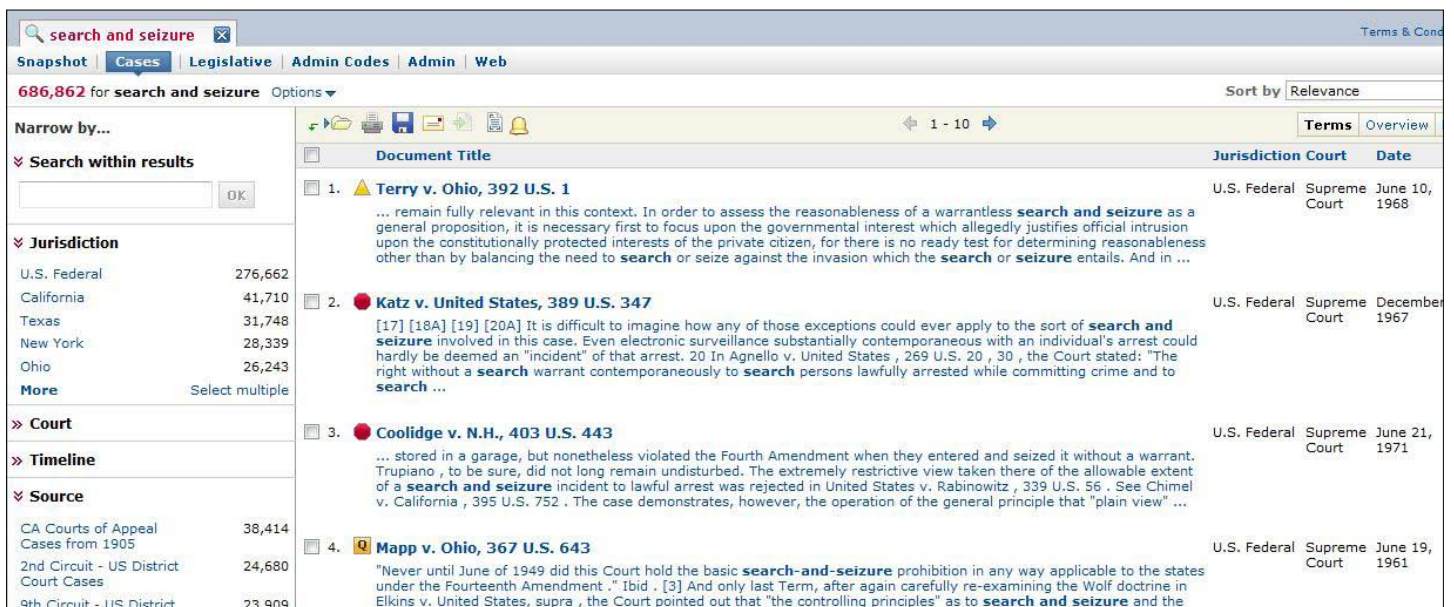 search and seizure
Terms & Cond
Snapshot | Cases | Legislative | Admin Codes | Admin | Web
686,862 for search and seizure Options
Sort by Relevance
Narrow by...
Search within results
OK
Jurisdiction
U.S. Federal 276,662
California 41,710
Texas 31,748
New York 28,339
Ohio 26,243
More Select multiple
Court
Timeline
Source
CA Courts of Appeal 38,414
Cases from 1905
2nd Circuit - US District 24,680
Court Cases
9th Circuit - US District 23,909
1 - 10
Terms Overview
Document Title Jurisdiction Court Date
1. Terry v. Ohio, 392 U.S. 1 U.S. Federal Supreme June 10,
Court 1968
... remain fully relevant in this context. In order to assess the reasonableness of a warrantless search and seizure as a
general proposition, it is necessary first to focus upon the governmental interest which allegedly justifies official intrusion
upon the constitutionally protected interests of the private citizen, for there is no ready test for determining reasonableness
other than by balancing the need to search or seize against the invasion which the search or seizure entails. And in ...
2. Katz v. United States, 389 U.S. 347 U.S. Federal Supreme December
Court 1967
[17] [18A] [19] [20A] It is difficult to imagine how any of those exceptions could ever apply to the sort of search and
seizure involved in this case. Even electronic surveillance substantially contemporaneous with an individual's arrest could
hardly be deemed an "incident" of that arrest. 20 In Agnello v. United States , 269 U.S. 20 , 30 , the Court stated: "The
right without a search warrant contemporaneously to search persons lawfully arrested while committing crime and to
search ...
3. Coolidge v. N.H., 403 U.S. 443 U.S. Federal Supreme June 21,
Court 1971
... stored in a garage, but nonetheless violated the Fourth Amendment when they entered and seized it without a warrant.
Trupiano , to be sure, did not long remain undisturbed. The extremely restrictive view taken there of the allowable extent
of a search and seizure incident to lawful arrest was rejected in United States v. Rabinowitz , 339 U.S. 56 . See Chimel
v. California , 395 U.S. 752 . The case demonstrates, however, the operation of the general principle that "plain view" ...
4. Q Mapp v. Ohio, 367 U.S. 643 U.S. Federal Supreme June 19,
Court 1961
"Never until June of 1949 did this Court hold the basic search-and-seizure prohibition in any way applicable to the states
under the Fourteenth Amendment ." Ibid . [3] And only last Term, after again carefully re-examining the Wolf doctrine in
Elkins v. United States, supra , the Court pointed out that "the controlling principles" as to search and seizure and the